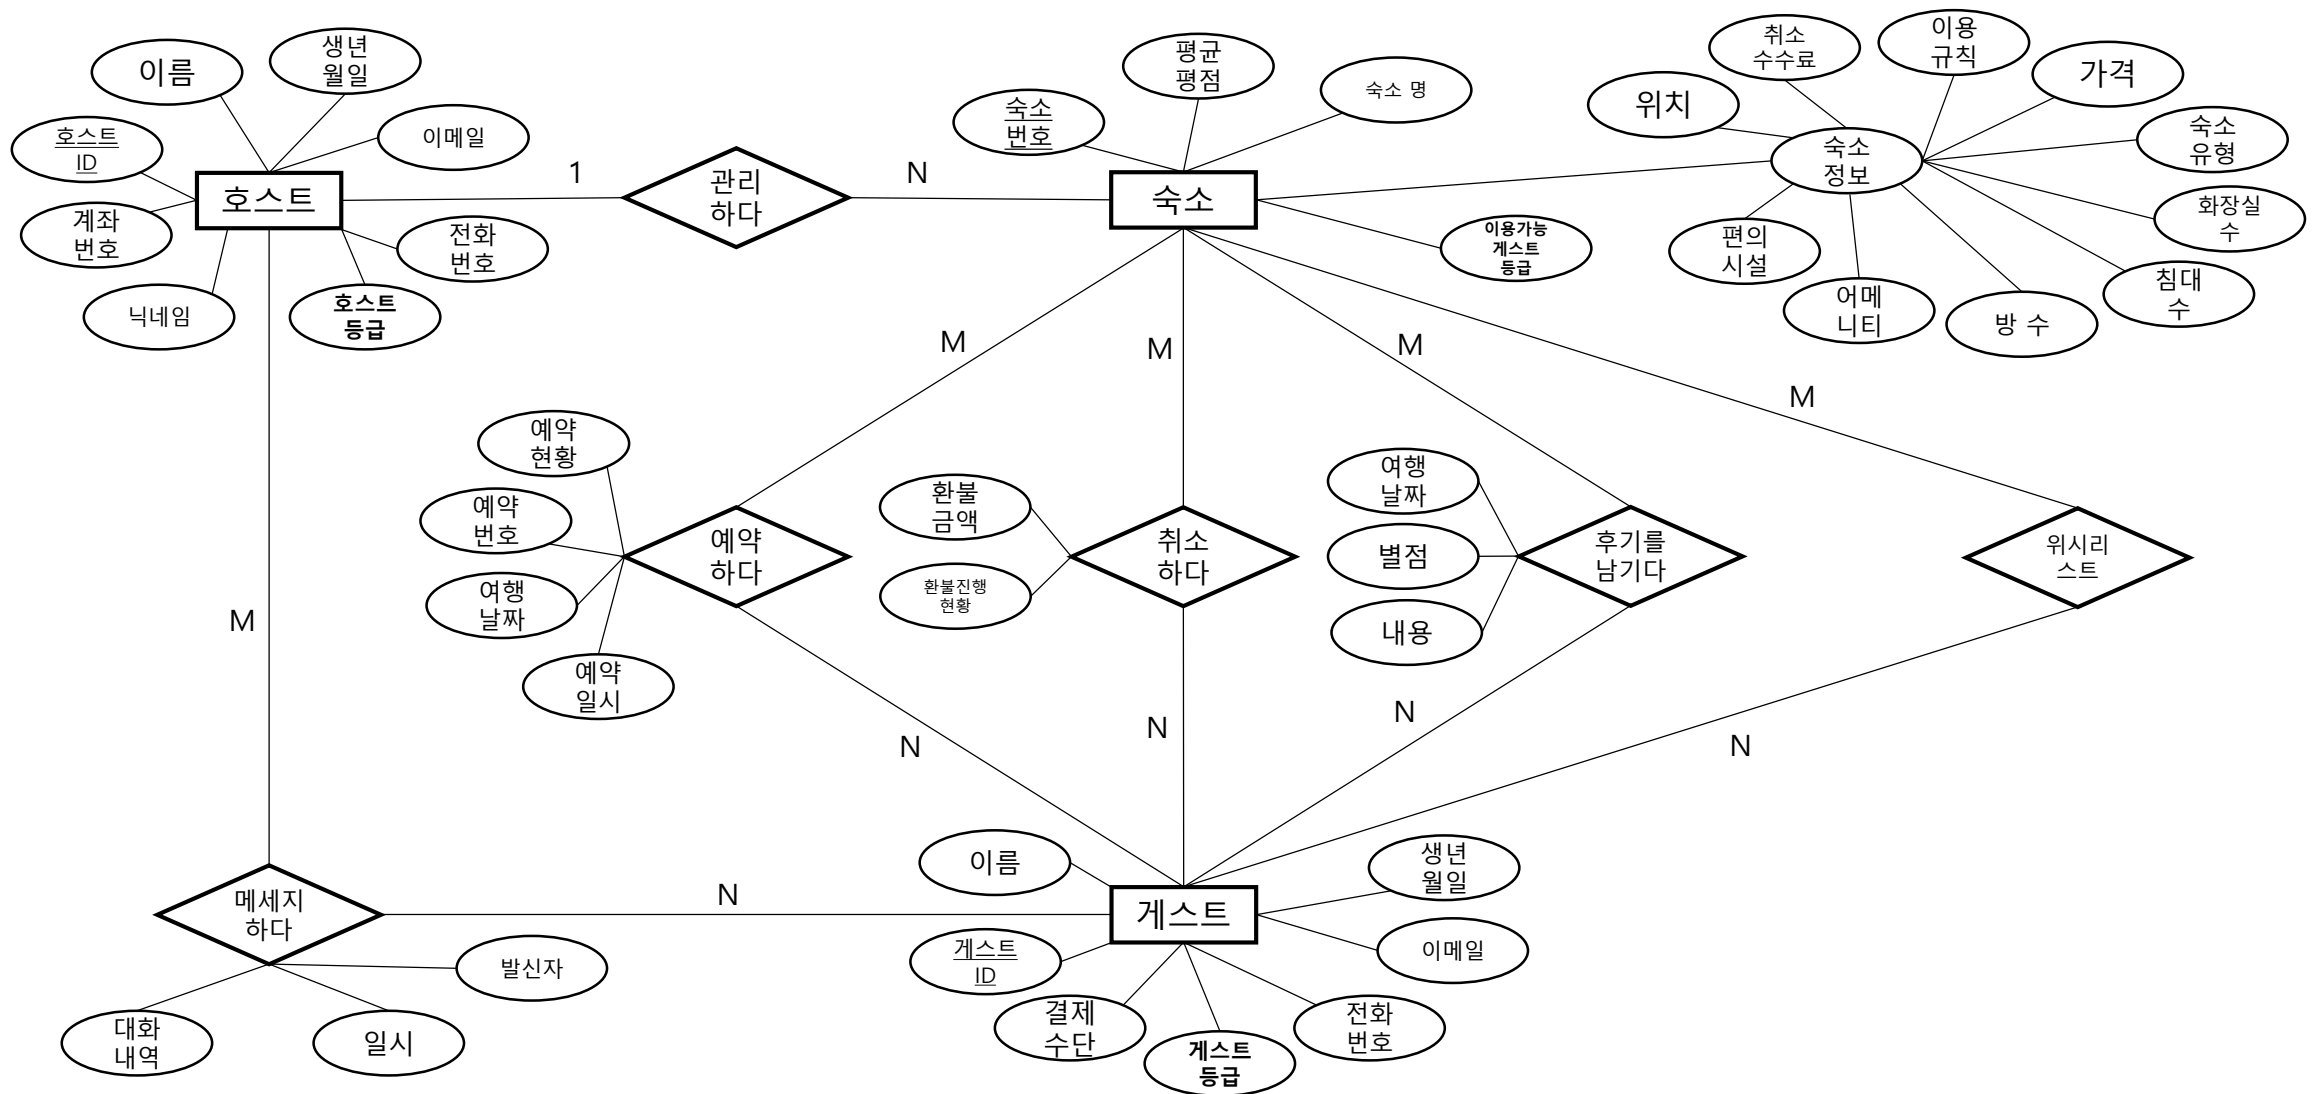 이름
생년
월일
호스트
ID
이메일
호스트
계좌
번호
전화
번호
닉네임
호스트
등급
1
관리
하다
N
숙소
번호
평균
평점
숙소 명
숙소
이용가능
게스트
등급
위치
취소
수수료
이용
규칙
가격
숙소
정보
숙소
유형
화장실
수
침대
수
방 수
어메
니티
편의
시설
M
M
M
M
예약
현황
예약
번호
여행
날짜
예약
일시
예약
하다
환불
금액
환불진행
현황
취소
하다
여행
날짜
별점
내용
후기를
남기다
위시리
스트
M
N
N
N
N
메세지
하다
N
발신자
대화
내역
일시
이름
게스트
생년
월일
게스트
ID
이메일
결제
수단
게스트
등급
전화
번호